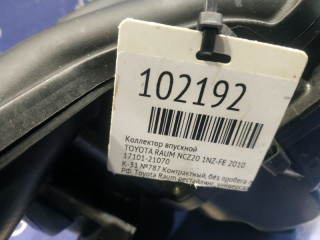 102192
Коллектор впускной
TOYOTA RAUM NCZ20 1NZ-FE 2010
17101-21070
К-31 №787 Контрактный, без пробега п
РФ. Toyota Raum рестайлинг,